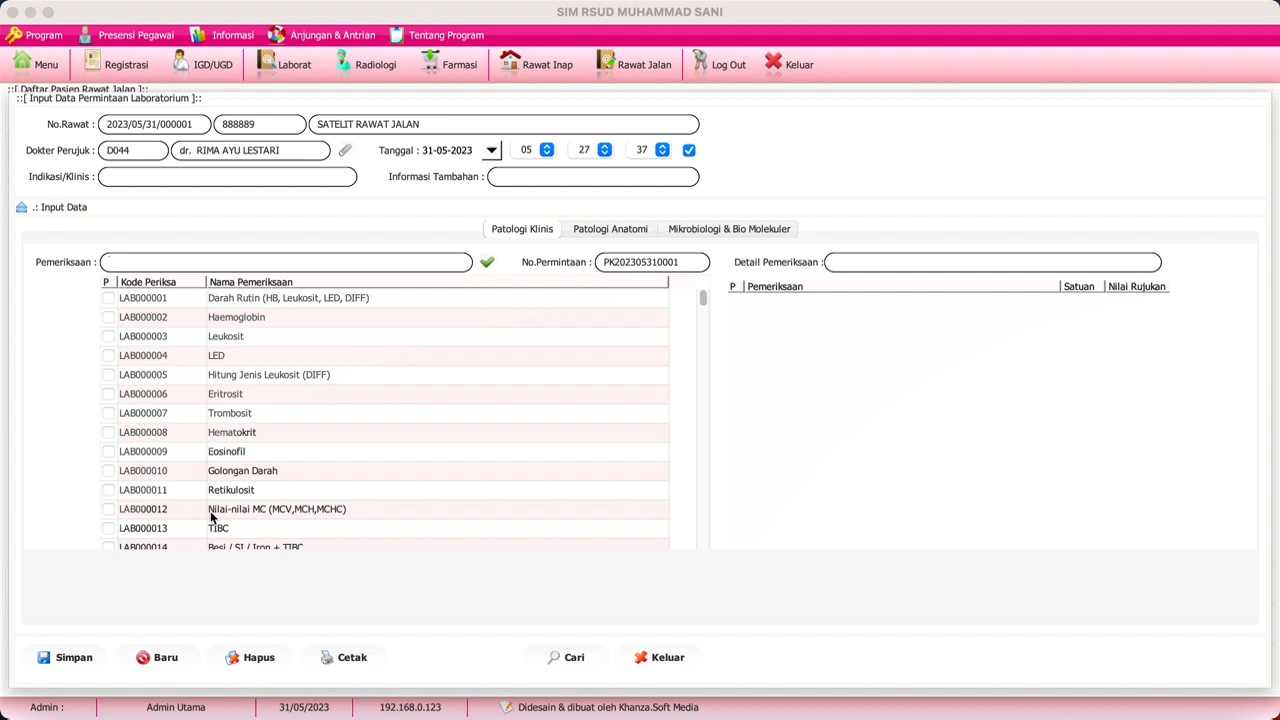 SIM RSUD MUHAMMAD SANI
Program Presensi Pegawai Informasi Anjungan & Antrian Tentang Program
Menu Registrasi IGD/UGD Laborat Radiologi Farmasi Rawat Inap Rawat Jalan Log Out Keluar
::[ Daftar Pasien Rawat Jalan ]::
::[ Input Data Permintaan Laboratorium ]::
No.Rawat : 2023/05/31/000001 888889 SATELIT RAWAT JALAN
Dokter Perujuk : D044 dr. RIMA AYU LESTARI Tanggal : 31-05-2023 05 27 37
Indikasi/Klinis : Informasi Tambahan :
.: Input Data
Patologi Klinis Patologi Anatomi Mikrobiologi & Bio Molekuler
Pemeriksaan : No.Permintaan : PK202305310001 Detail Pemeriksaan :
P Kode Periksa Nama Pemeriksaan P Pemeriksaan Satuan Nilai Rujukan
LAB000001 Darah Rutin (HB, Leukosit, LED, DIFF)
LAB000002 Haemoglobin
LAB000003 Leukosit
LAB000004 LED
LAB000005 Hitung Jenis Leukosit (DIFF)
LAB000006 Eritrosit
LAB000007 Trombosit
LAB000008 Hematokrit
LAB000009 Eosinofil
LAB000010 Golongan Darah
LAB000011 Retikulosit
LAB000012 Nilai-nilai MC (MCV,MCH,MCHC)
LAB000013 TIBC
LAB000014 Besi / SI / Iron + TIBC
Simpan Baru Hapus Cetak Cari Keluar
Admin : Admin Utama 31/05/2023 192.168.0.123 Didesain & dibuat oleh Khanza.Soft Media